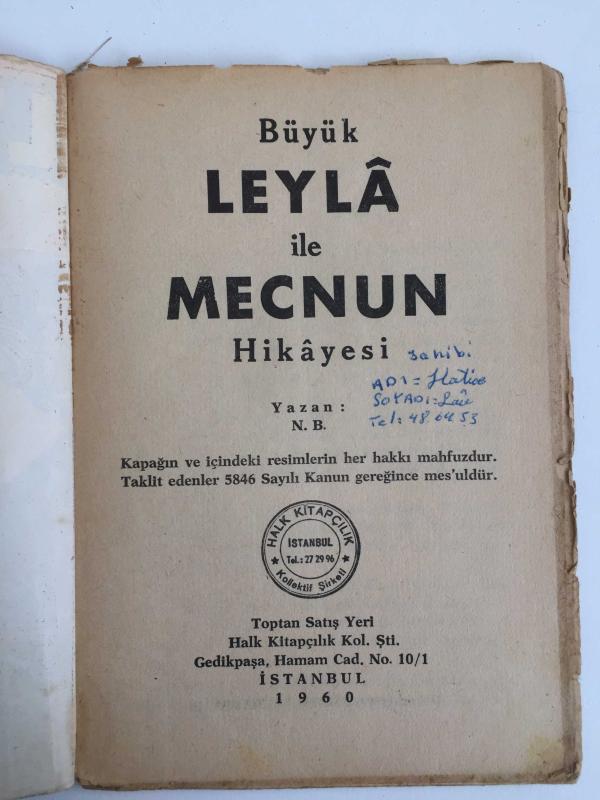 Büyük
LEYLÂ
ile
MECNUN
Hikâyesi
sahibi
ADI = Hatice
SOYADI =
Tel: 48 64 53
Yazan :
N. B.
Kapağın ve içindeki resimlerin her hakkı mahfuzdur.
Taklit edenler 5846 Sayılı Kanun gereğince mes'uldür.
HALK KİTAPÇILIK
İSTANBUL
Tel.: 27 29 96
Kollektif Şirketi
Toptan Satış Yeri
Halk Kitapçılık Kol. Şti.
Gedikpaşa, Hamam Cad. No. 10/1
İSTANBUL
1960